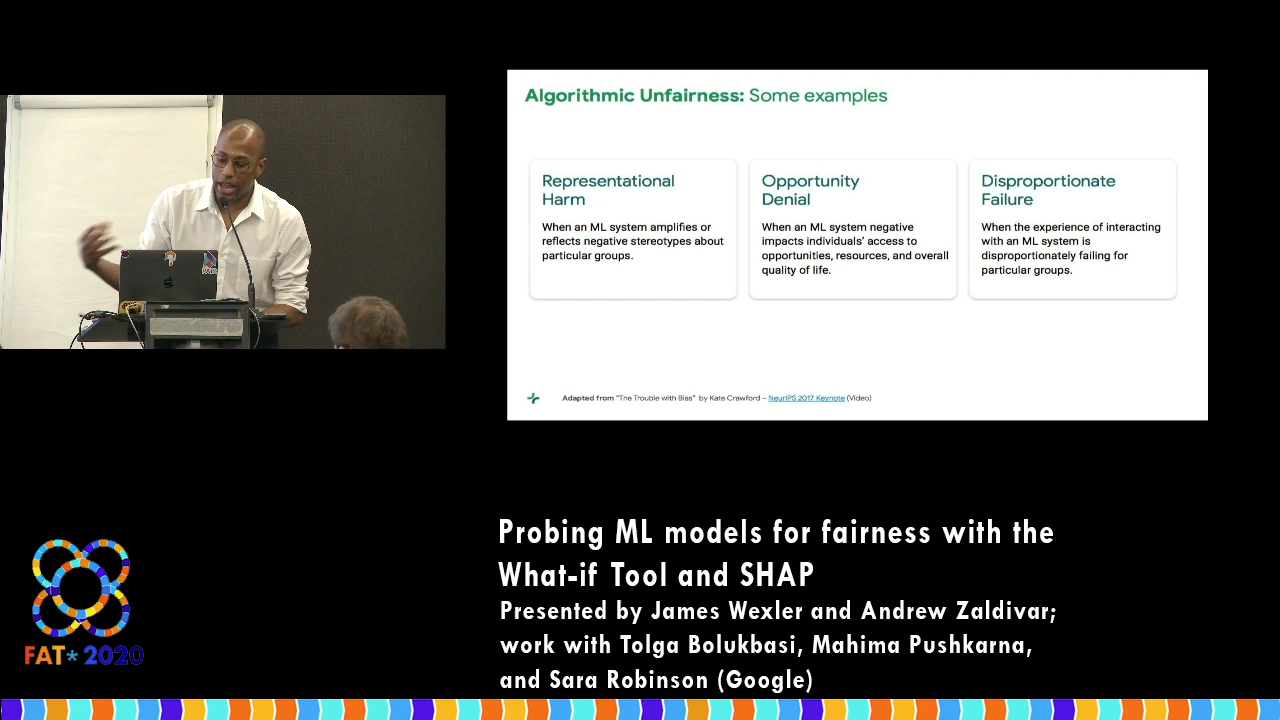 Algorithmic Unfairness: Some examples
Representational
Harm
When an ML system amplifies or
reflects negative stereotypes about
particular groups.
Opportunity
Denial
When an ML system negative
impacts individuals' access to
opportunities, resources, and overall
quality of life.
Disproportionate
Failure
When the experience of interacting
with an ML system is
disproportionately failing for
particular groups.
Adapted from "The Trouble with Bias" by Kate Crawford – NeurIPS 2017 Keynote (Video)
Probing ML models for fairness with the
What-if Tool and SHAP
Presented by James Wexler and Andrew Zaldivar;
work with Tolga Bolukbasi, Mahima Pushkarna,
and Sara Robinson (Google)
FAT* 2020